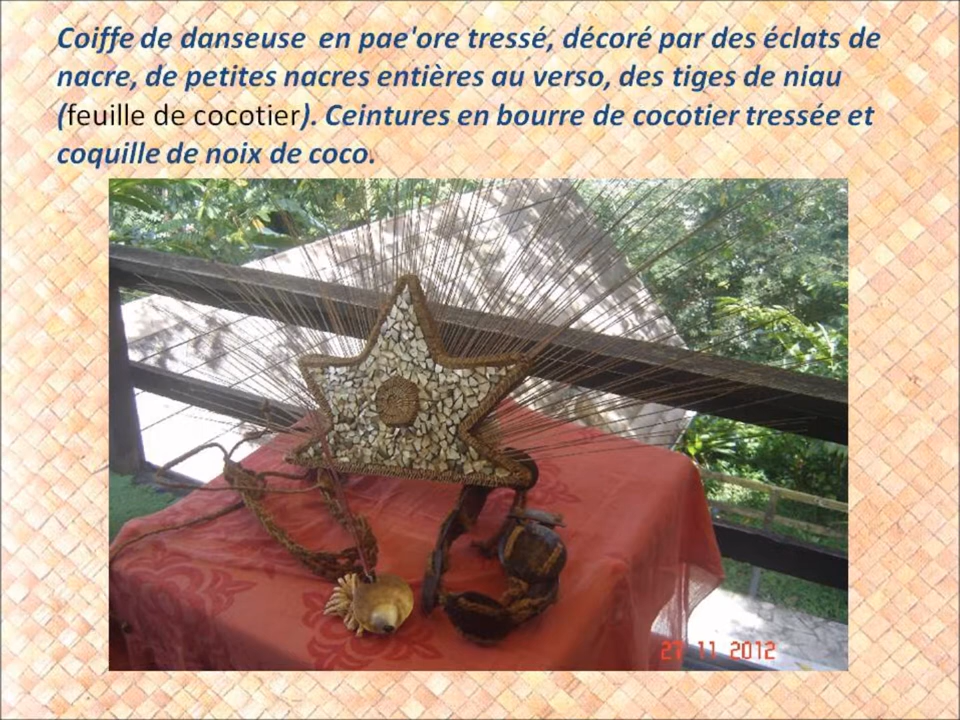 Coiffe de danseuse en pae'ore tressé, décoré par des éclats de
nacre, de petites nacres entières au verso, des tiges de niau
(feuille de cocotier). Ceintures en bourre de cocotier tressée et
coquille de noix de coco.
27 11 2012